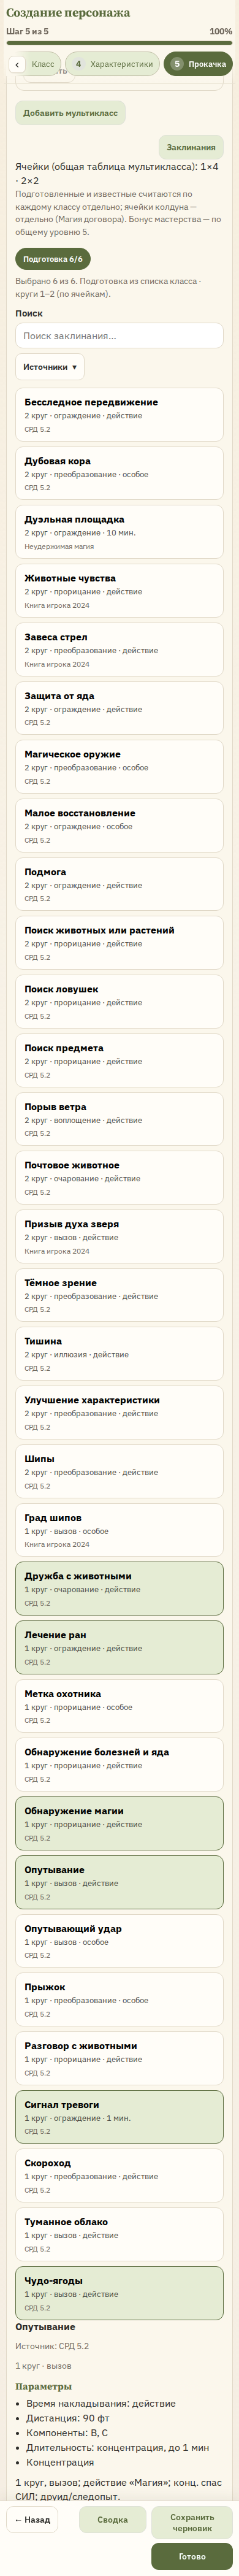 Создание персонажа
Шаг 5 из 5
100%
‹
Класс
4 Характеристики
5 Прокачка
Добавить мультикласс
Заклинания
Ячейки (общая таблица мультикласса): 1×4
· 2×2
Подготовленные и известные считаются по
каждому классу отдельно; ячейки колдуна —
отдельно (Магия договора). Бонус мастерства — по
общему уровню 5.
Подготовка 6/6
Выбрано 6 из 6. Подготовка из списка класса ·
круги 1–2 (по ячейкам).
Поиск
Поиск заклинания...
Источники ▾
Бесследное передвижение
2 круг · ограждение · действие
СРД 5.2
Дубовая кора
2 круг · преобразование · особое
СРД 5.2
Дуэльная площадка
2 круг · ограждение · 10 мин.
Неудержимая магия
Животные чувства
2 круг · прорицание · действие
Книга игрока 2024
Завеса стрел
2 круг · преобразование · действие
Книга игрока 2024
Защита от яда
2 круг · ограждение · действие
СРД 5.2
Магическое оружие
2 круг · преобразование · особое
СРД 5.2
Малое восстановление
2 круг · ограждение · особое
СРД 5.2
Подмога
2 круг · ограждение · действие
СРД 5.2
Поиск животных или растений
2 круг · прорицание · действие
СРД 5.2
Поиск ловушек
2 круг · прорицание · действие
СРД 5.2
Поиск предмета
2 круг · прорицание · действие
СРД 5.2
Порыв ветра
2 круг · воплощение · действие
СРД 5.2
Почтовое животное
2 круг · очарование · действие
СРД 5.2
Призыв духа зверя
2 круг · вызов · действие
Книга игрока 2024
Тёмное зрение
2 круг · преобразование · действие
СРД 5.2
Тишина
2 круг · иллюзия · действие
СРД 5.2
Улучшение характеристики
2 круг · преобразование · действие
СРД 5.2
Шипы
2 круг · преобразование · действие
СРД 5.2
Град шипов
1 круг · вызов · особое
Книга игрока 2024
Дружба с животными
1 круг · очарование · действие
СРД 5.2
Лечение ран
1 круг · ограждение · действие
СРД 5.2
Метка охотника
1 круг · прорицание · особое
СРД 5.2
Обнаружение болезней и яда
1 круг · прорицание · действие
СРД 5.2
Обнаружение магии
1 круг · прорицание · действие
СРД 5.2
Опутывание
1 круг · вызов · действие
СРД 5.2
Опутывающий удар
1 круг · вызов · особое
СРД 5.2
Прыжок
1 круг · преобразование · особое
СРД 5.2
Разговор с животными
1 круг · прорицание · действие
СРД 5.2
Сигнал тревоги
1 круг · ограждение · 1 мин.
СРД 5.2
Скороход
1 круг · преобразование · действие
СРД 5.2
Туманное облако
1 круг · вызов · действие
СРД 5.2
Чудо-ягоды
1 круг · вызов · действие
СРД 5.2
Опутывание
Источник: СРД 5.2
1 круг · вызов
Параметры
• Время накладывания: действие
• Дистанция: 90 фт
• Компоненты: В, С
• Длительность: концентрация, до 1 мин
• Концентрация
1 круг, вызов; действие «Магия»; конц. спас
СИЛ; друид/следопыт.
← Назад
Сводка
Сохранить
черновик
Готово